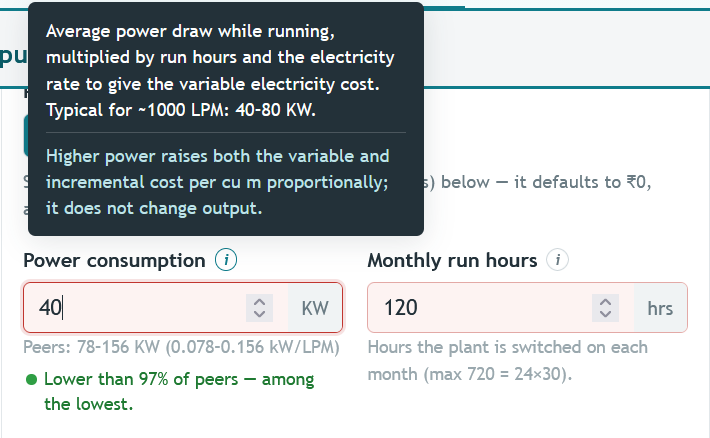 Average power draw while running,
multiplied by run hours and the electricity
rate to give the variable electricity cost.
Typical for ~1000 LPM: 40-80 KW.
Higher power raises both the variable and
incremental cost per cu m proportionally;
it does not change output.
pu
s) below — it defaults to ₹0,
Power consumption i
Monthly run hours i
40 KW
120 hrs
Peers: 78-156 KW (0.078-0.156 kW/LPM)
Hours the plant is switched on each
month (max 720 = 24×30).
Lower than 97% of peers — among
the lowest.